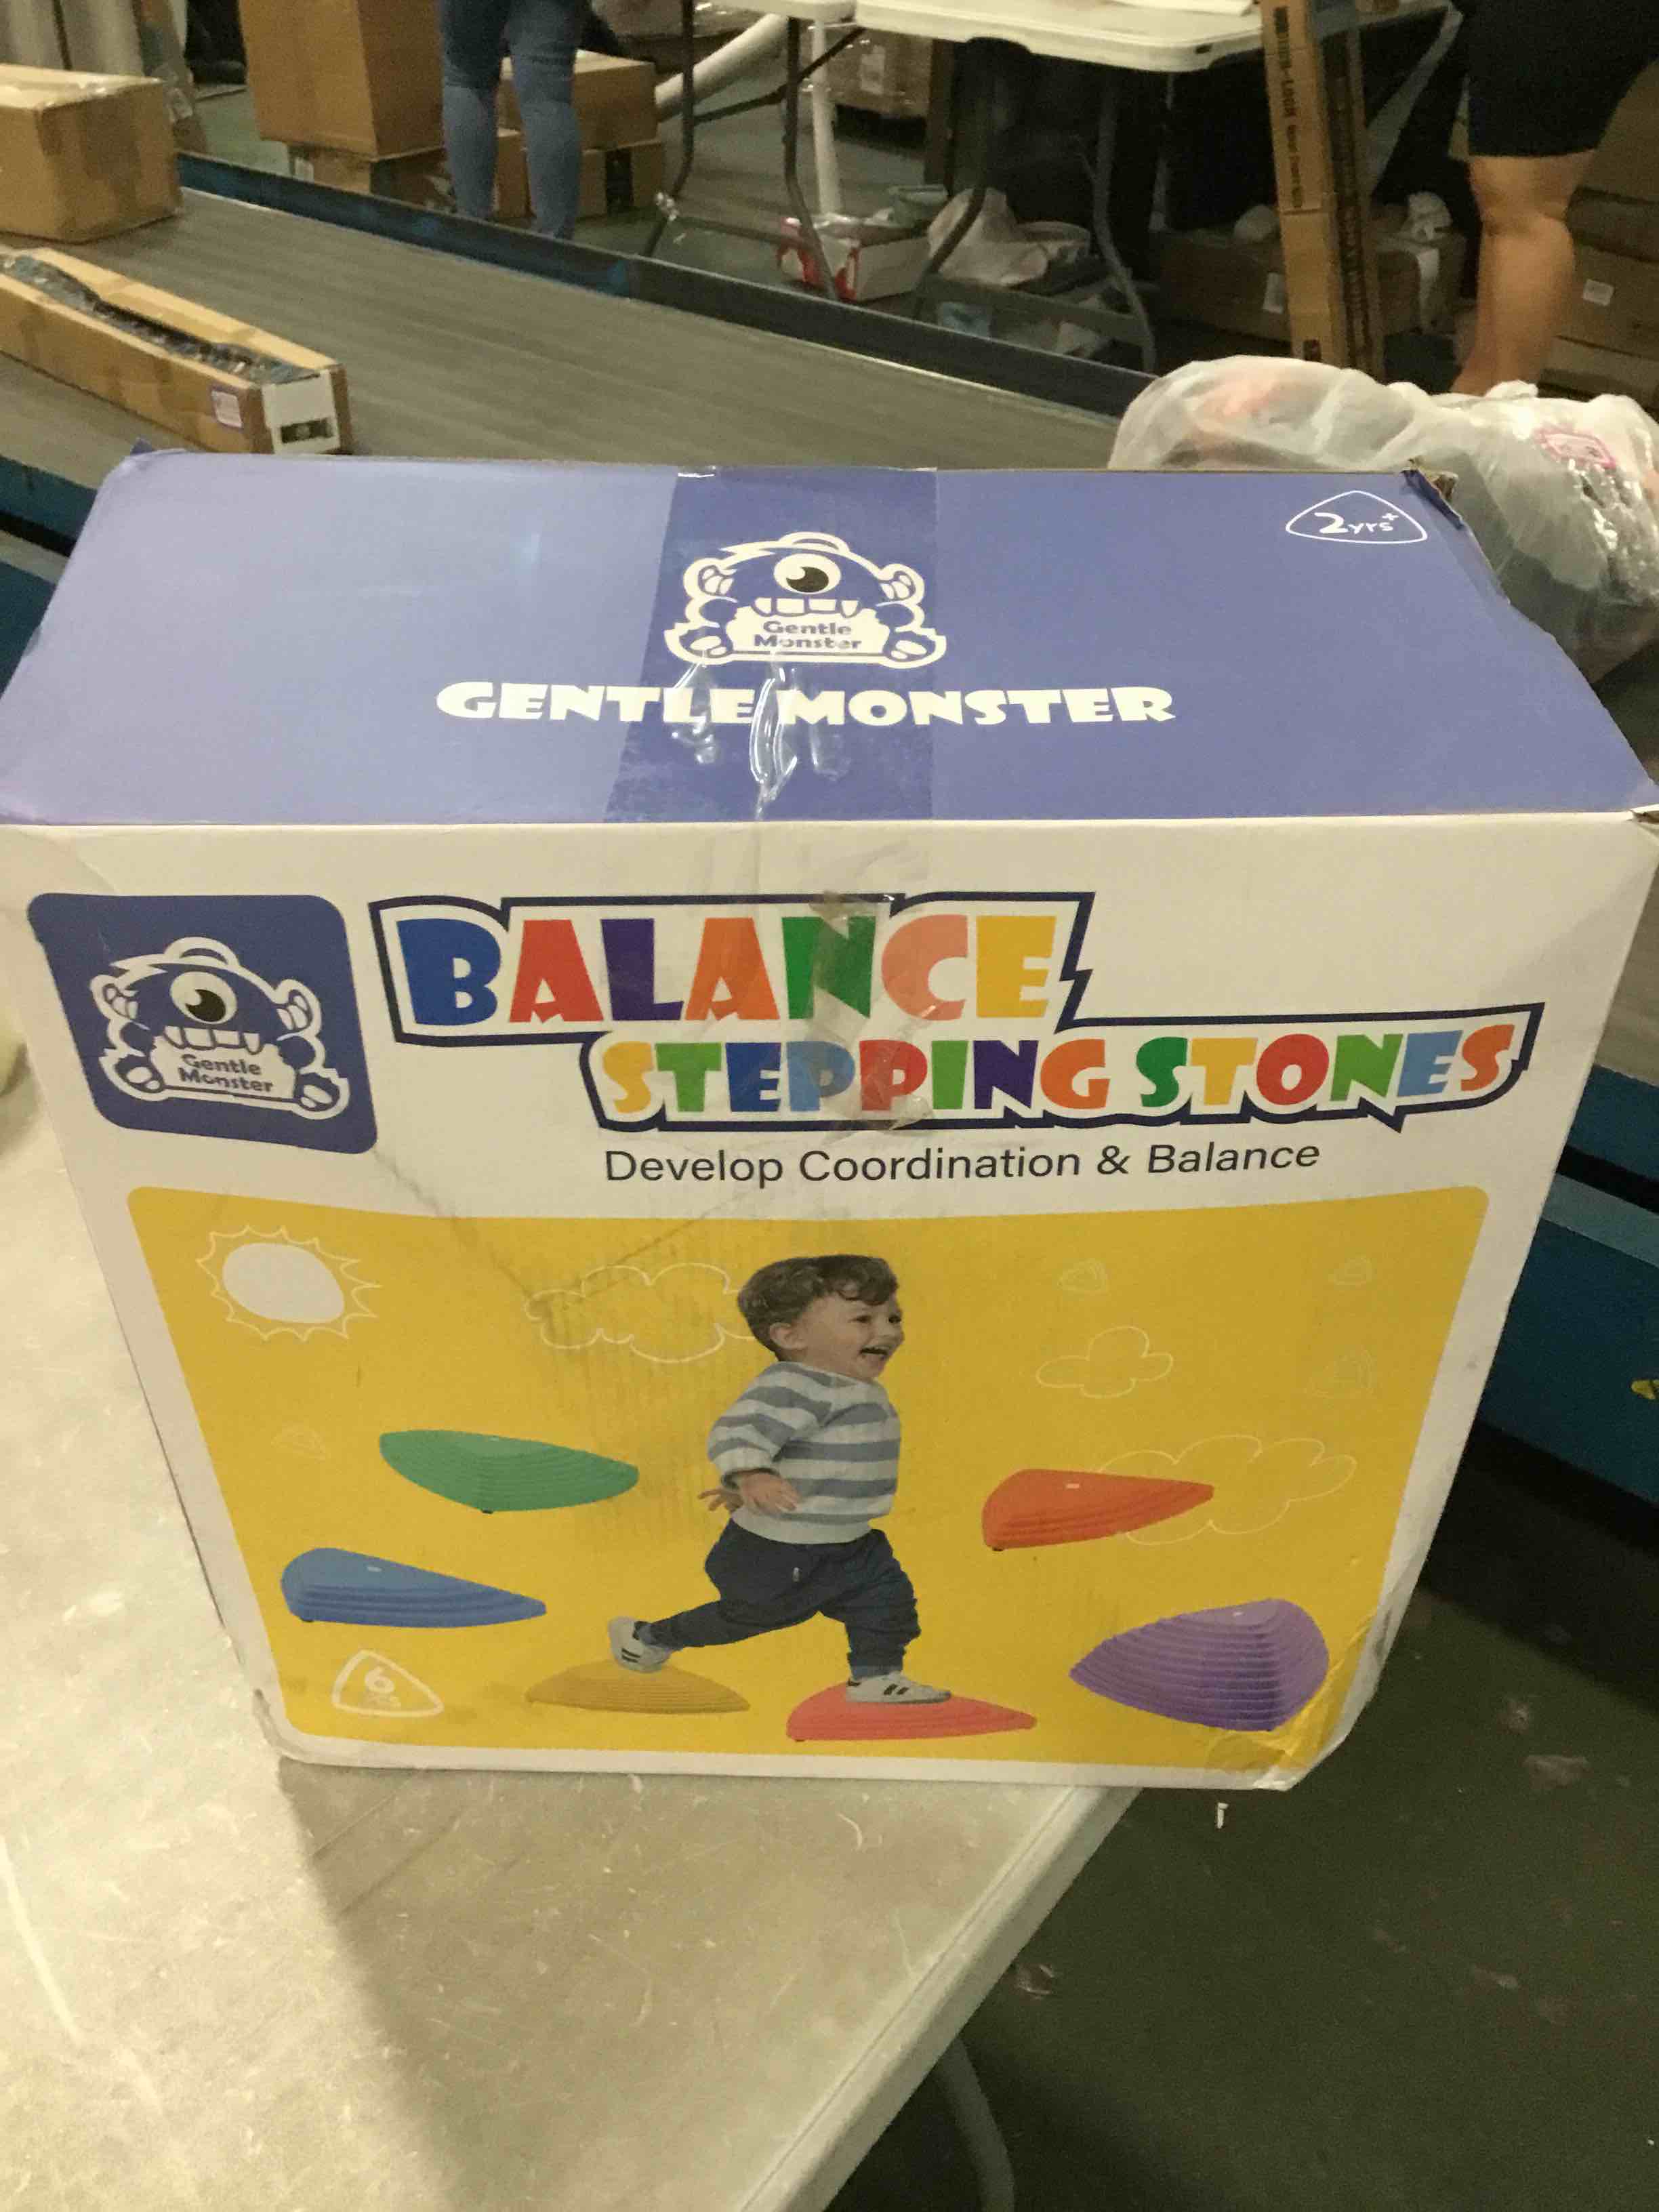 2yrs+
Gentle
Monster
GENTLE MONSTER
BALANCE
STEPPING STONES
Gentle
Monster
Develop Coordination & Balance
6